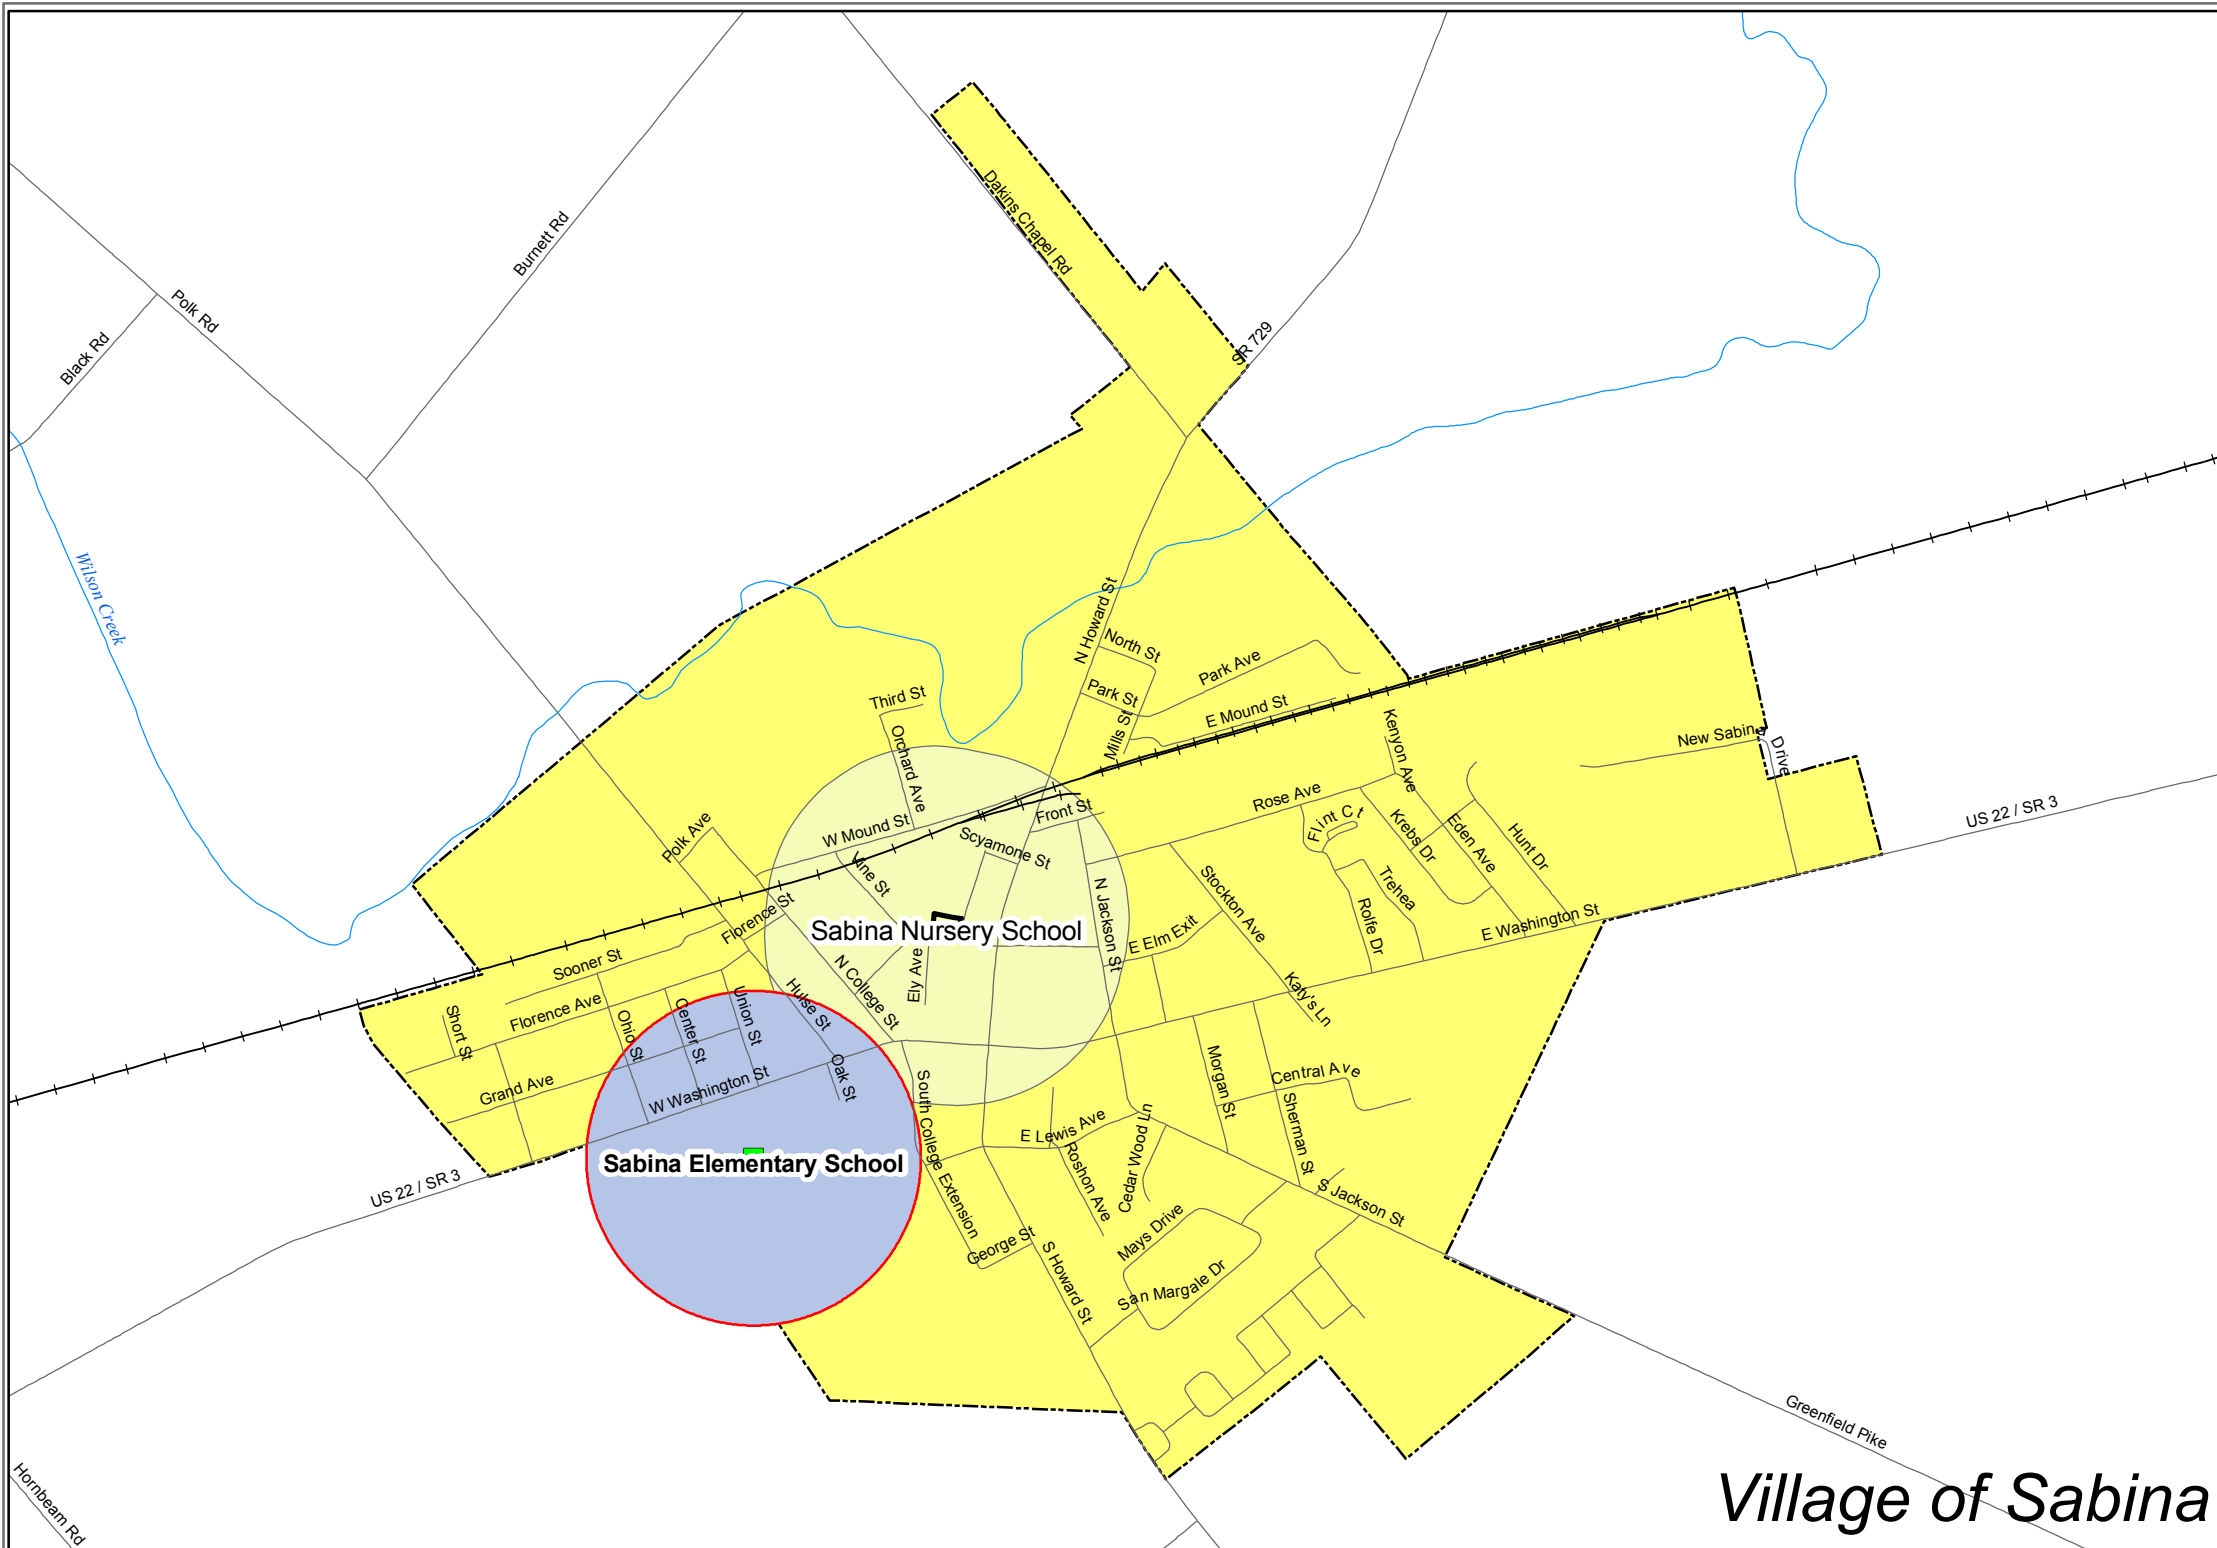 Dakins Chapel Rd
Burnett Rd
Polk Rd
Black Rd
SR 729
Wilson Creek
N Howard St
North St
Park Ave
Park St
Third St
E Mound St
Mills St
Orchard Ave
Kenyon Ave
New Sabina
Drive
US 22 / SR 3
Rose Ave
Front St
W Mound St
Polk Ave
Scyamone St
Flint Ct
Krebs Dr
Eden Ave
Hunt Dr
Vine St
Stockton Ave
Trehea
Rolfe Dr
N Jackson St
Florence St
Sabina Nursery School
E Elm Exit
E Washington St
Sooner St
N College St
Ely Ave
Hulse St
Katy's Ln
Florence Ave
Short St
Ohio St
Center St
Union St
Oak St
Grand Ave
W Washington St
South College Extension
Morgan St
Central Ave
Sherman St
E Lewis Ave
Roshon Ave
Cedar Wood Ln
Sabina Elementary School
US 22 / SR 3
S Jackson St
Mays Drive
George St
S Howard St
San Margale Dr
Greenfield Pike
Hornbeam Rd
Village of Sabina